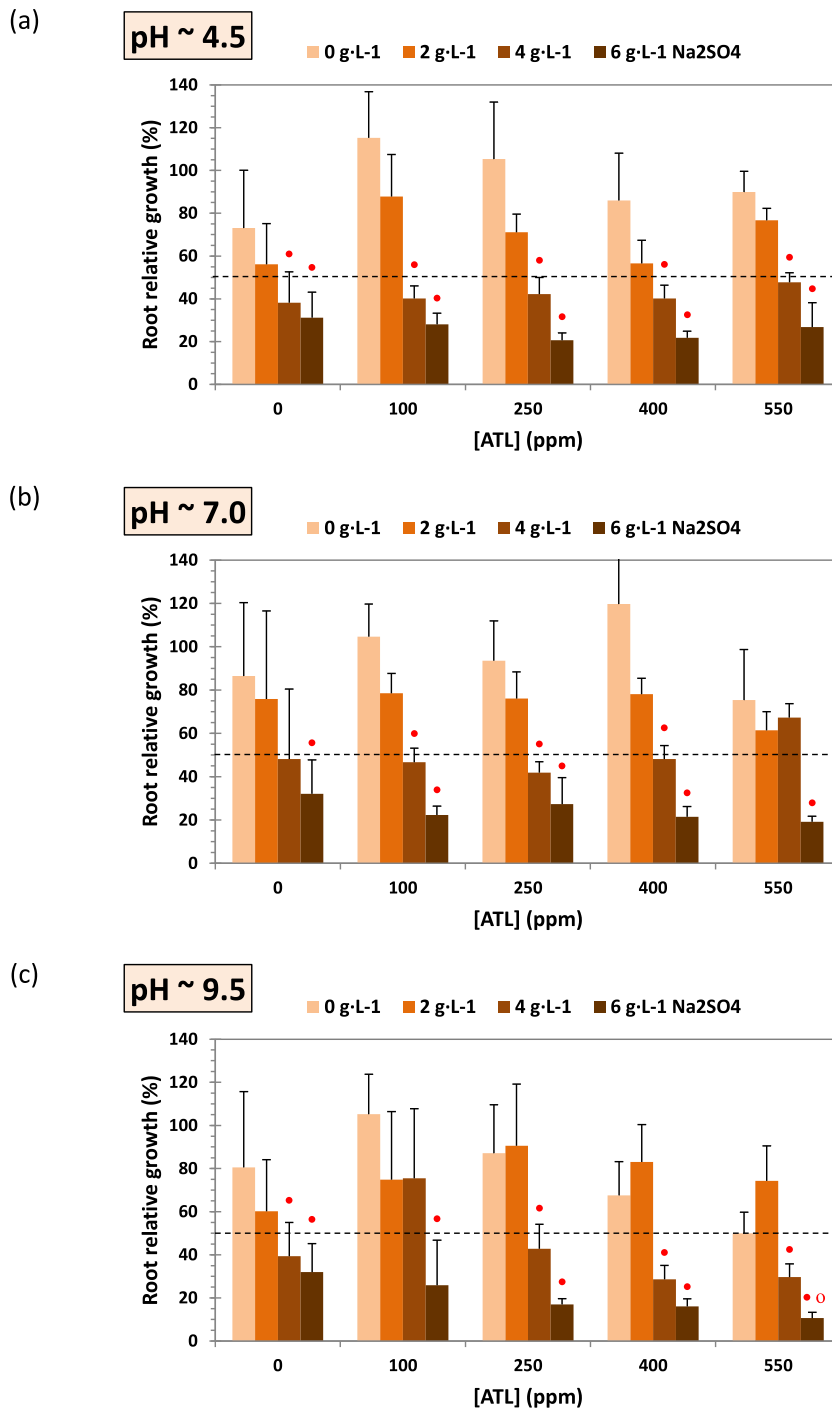 (a)
pH ~ 4.5
0 g·L-1 2 g·L-1 4 g·L-1 6 g·L-1 Na2SO4
Root relative growth (%)
140
120
100
80
60
40
20
0
0 100 250 400 550
[ATL] (ppm)
(b)
pH ~ 7.0
0 g·L-1 2 g·L-1 4 g·L-1 6 g·L-1 Na2SO4
Root relative growth (%)
140
120
100
80
60
40
20
0
0 100 250 400 550
[ATL] (ppm)
(c)
pH ~ 9.5
0 g·L-1 2 g·L-1 4 g·L-1 6 g·L-1 Na2SO4
Root relative growth (%)
140
120
100
80
60
40
20
0
o
0 100 250 400 550
[ATL] (ppm)